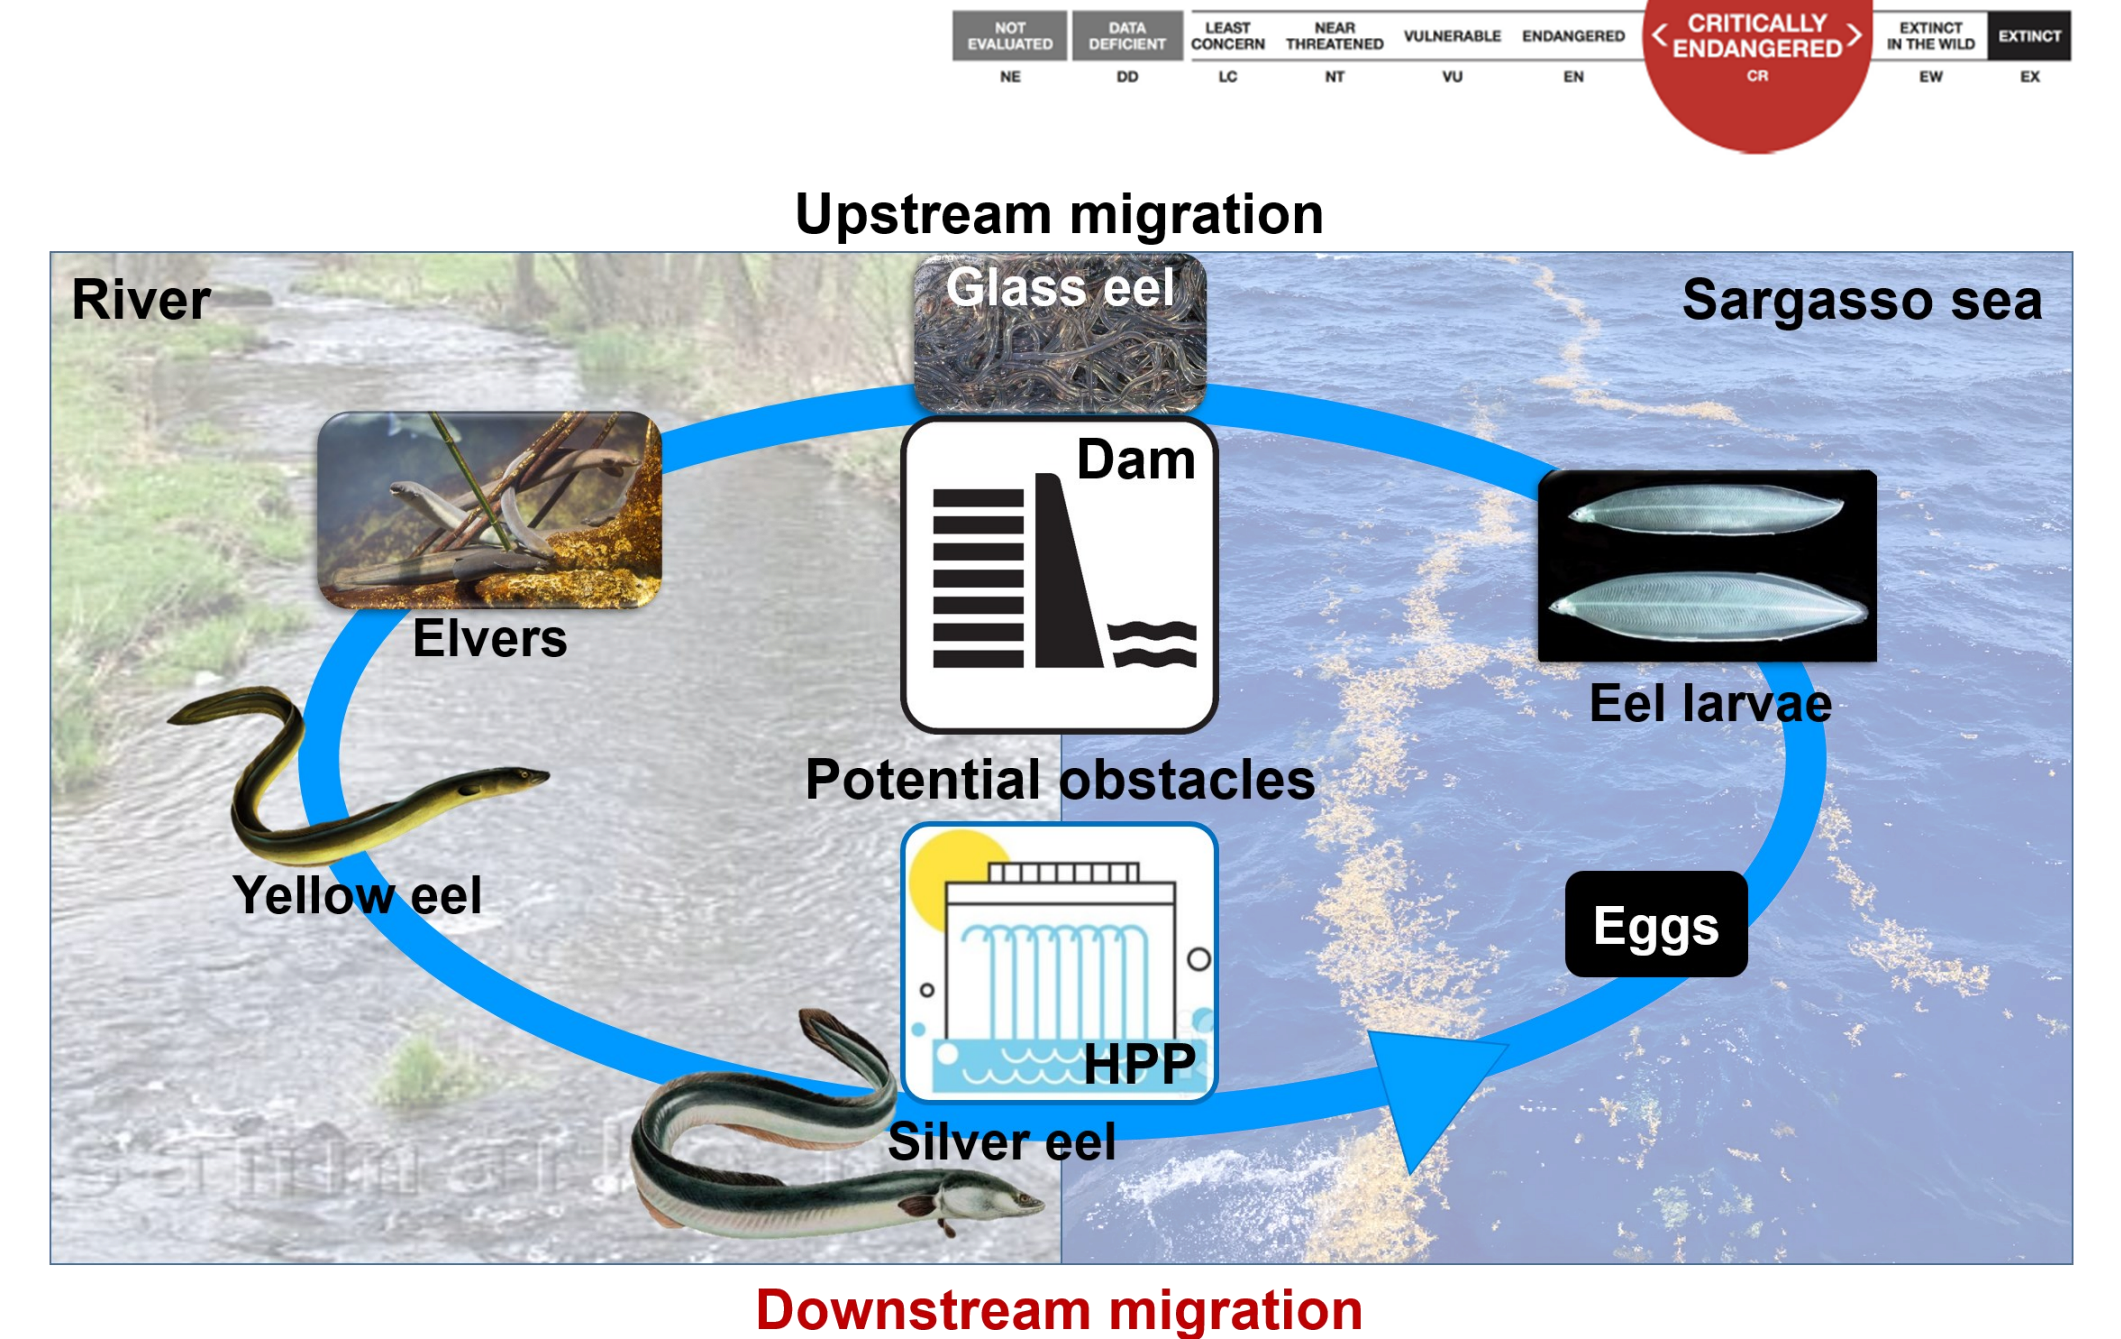 NOT EVALUATED
DATA DEFICIENT
LEAST CONCERN
NEAR THREATENED
VULNERABLE
ENDANGERED
< CRITICALLY ENDANGERED >
EXTINCT IN THE WILD
EXTINCT
NE
DD
LC
NT
VU
EN
CR
EW
EX
Upstream migration
River
Glass eel
Sargasso sea
Dam
Elvers
Eel larvae
Potential obstacles
Yellow eel
Eggs
HPP
Silver eel
Downstream migration